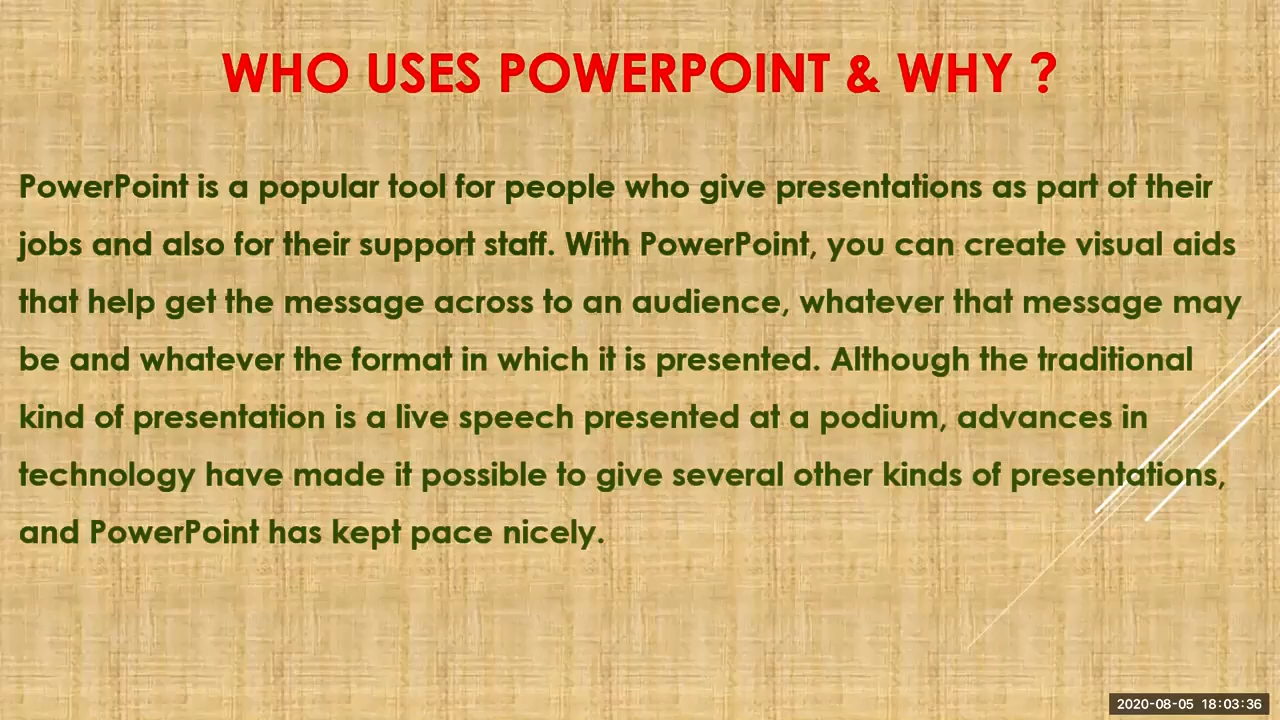 WHO USES POWERPOINT & WHY ?
PowerPoint is a popular tool for people who give presentations as part of their
jobs and also for their support staff. With PowerPoint, you can create visual aids
that help get the message across to an audience, whatever that message may
be and whatever the format in which it is presented. Although the traditional
kind of presentation is a live speech presented at a podium, advances in
technology have made it possible to give several other kinds of presentations,
and PowerPoint has kept pace nicely.
2020-08-05 18:03:36